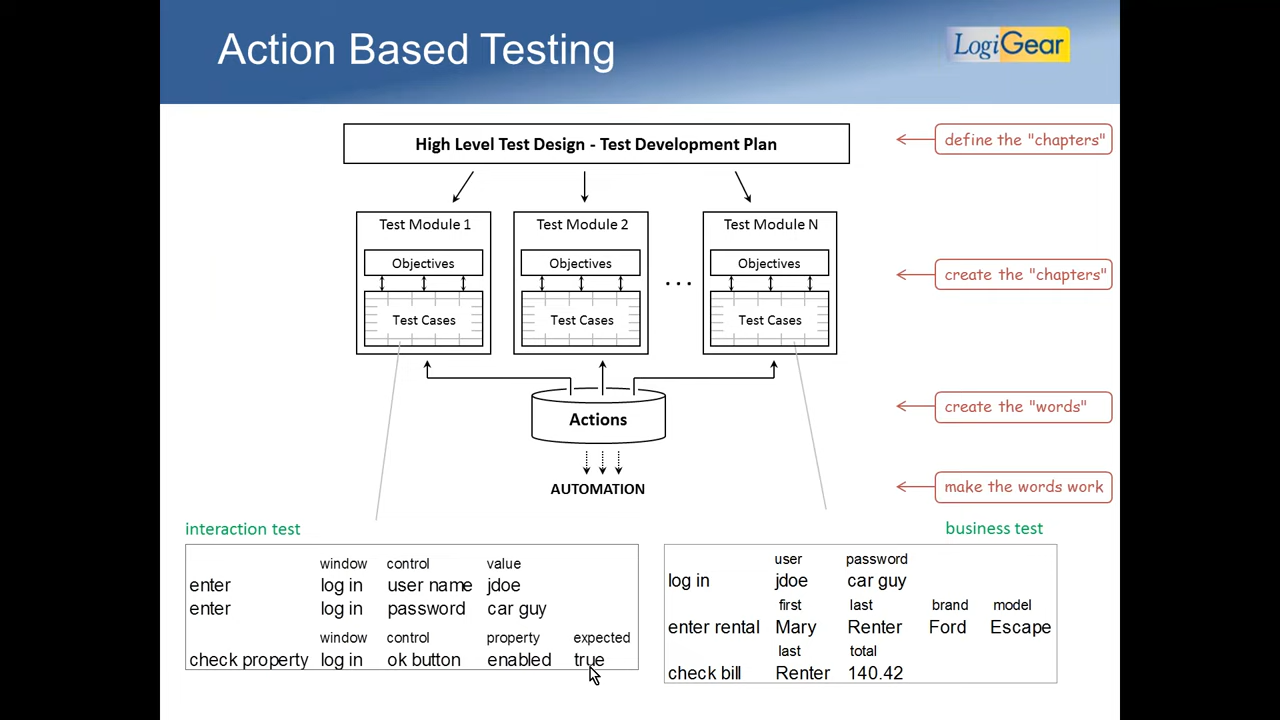 Action Based Testing
LogiGear
High Level Test Design - Test Development Plan
define the "chapters"
Test Module 1
Test Module 2
Test Module N
Objectives
Objectives
Objectives
...
create the "chapters"
Test Cases
Test Cases
Test Cases
create the "words"
Actions
AUTOMATION
make the words work
interaction test
window control value
enter log in user name jdoe
enter log in password car guy
window control property expected
check property log in ok button enabled true
business test
user password
log in jdoe car guy
first last brand model
enter rental Mary Renter Ford Escape
last total
check bill Renter 140.42